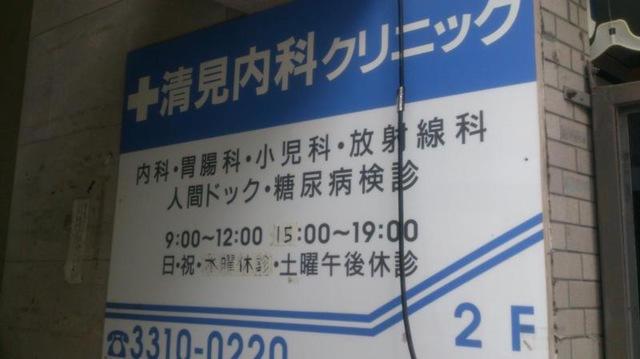 清見内科クリニック
内科・胃腸科・小児科・放射線科
人間ドック・糖尿病検診
9:00〜12:00 15:00〜19:00
日・祝・水曜休診・土曜午後休診
☎3310-0220
2F